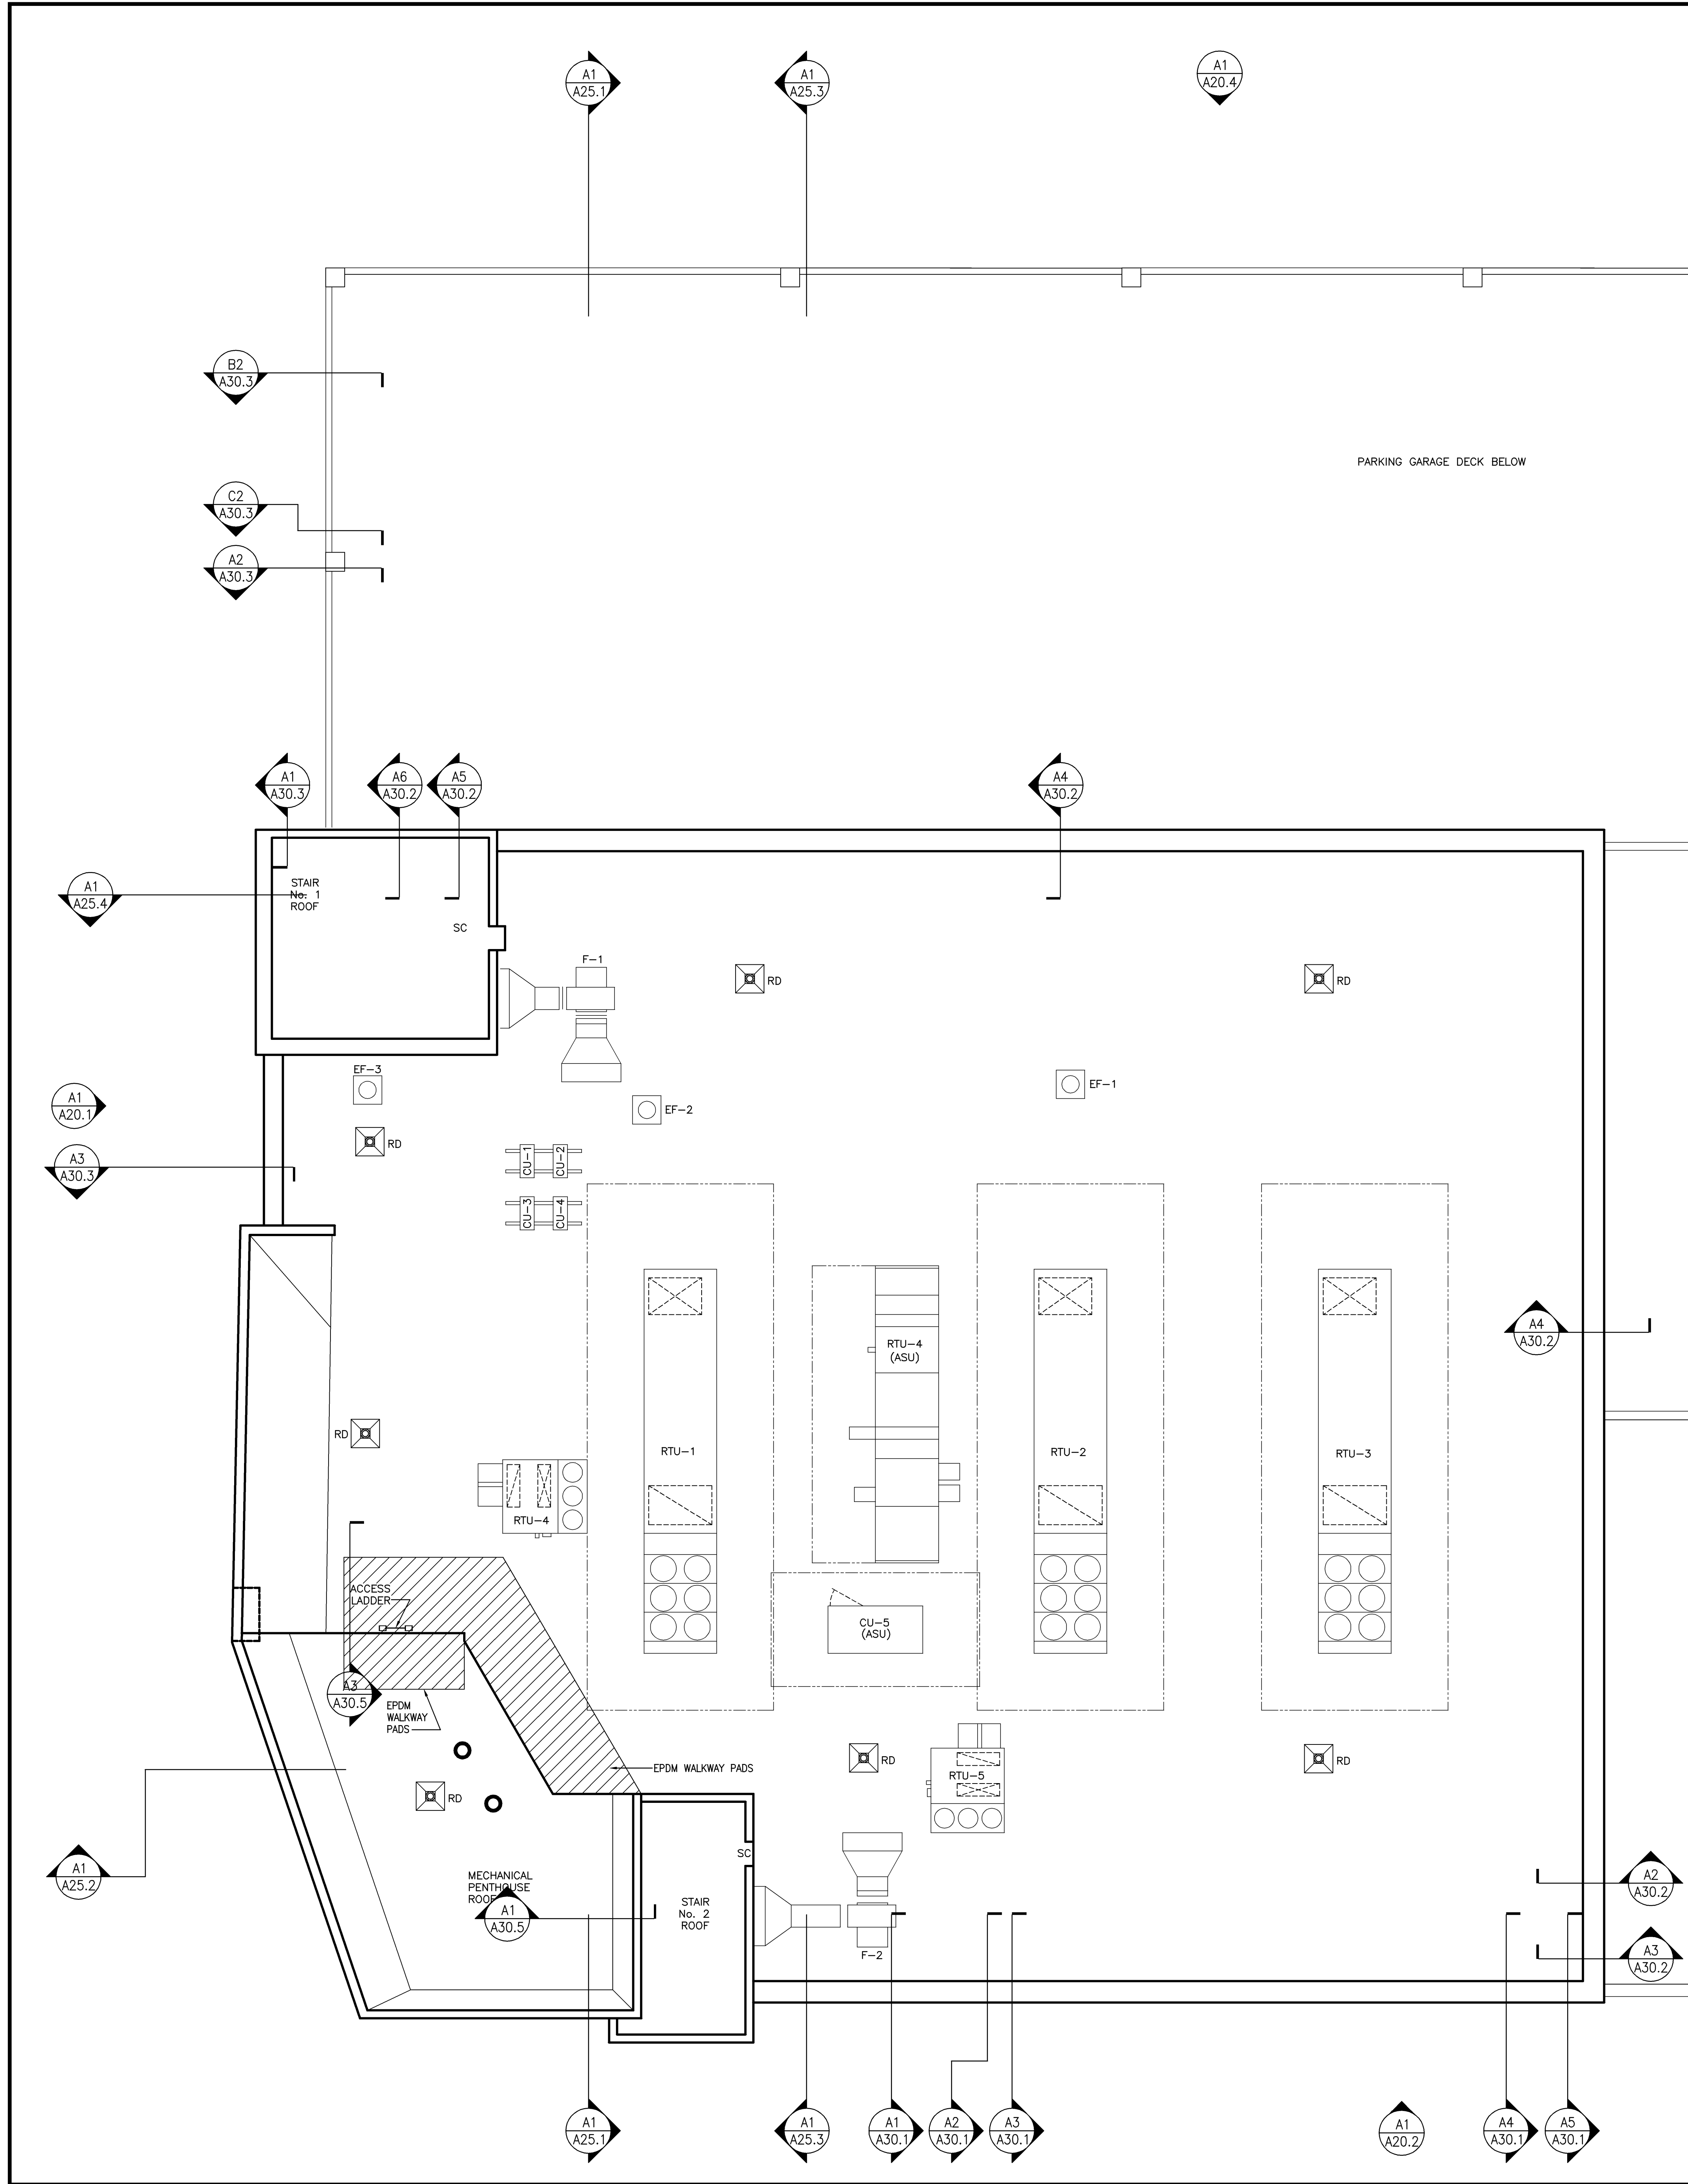 A1
A25.1
A1
A25.3
A1
A20.4
B2
A30.3
PARKING GARAGE DECK BELOW
C2
A30.3
A2
A30.3
A1
A30.3
A6
A30.2
A5
A30.2
A4
A30.2
A1
A25.4
STAIR
No. 1
ROOF
SC
F-1
RD
RD
EF-3
EF-2
EF-1
A1
A20.1
RD
A3
A30.3
CU-1
CU-2
CU-3
CU-4
RTU-4
(ASU)
A4
A30.2
RD
RTU-1
RTU-2
RTU-3
RTU-4
ACCESS
LADDER
CU-5
(ASU)
A3
A30.5
EPDM
WALKWAY
PADS
EPDM WALKWAY PADS
RD
RD
RTU-5
RD
SC
A1
A25.2
MECHANICAL
PENTHOUSE
ROOF
A1
A30.5
STAIR
No. 2
ROOF
F-2
A2
A30.2
A3
A30.2
A1
A25.1
A1
A25.3
A1
A30.1
A2
A30.1
A3
A30.1
A1
A20.2
A4
A30.1
A5
A30.1